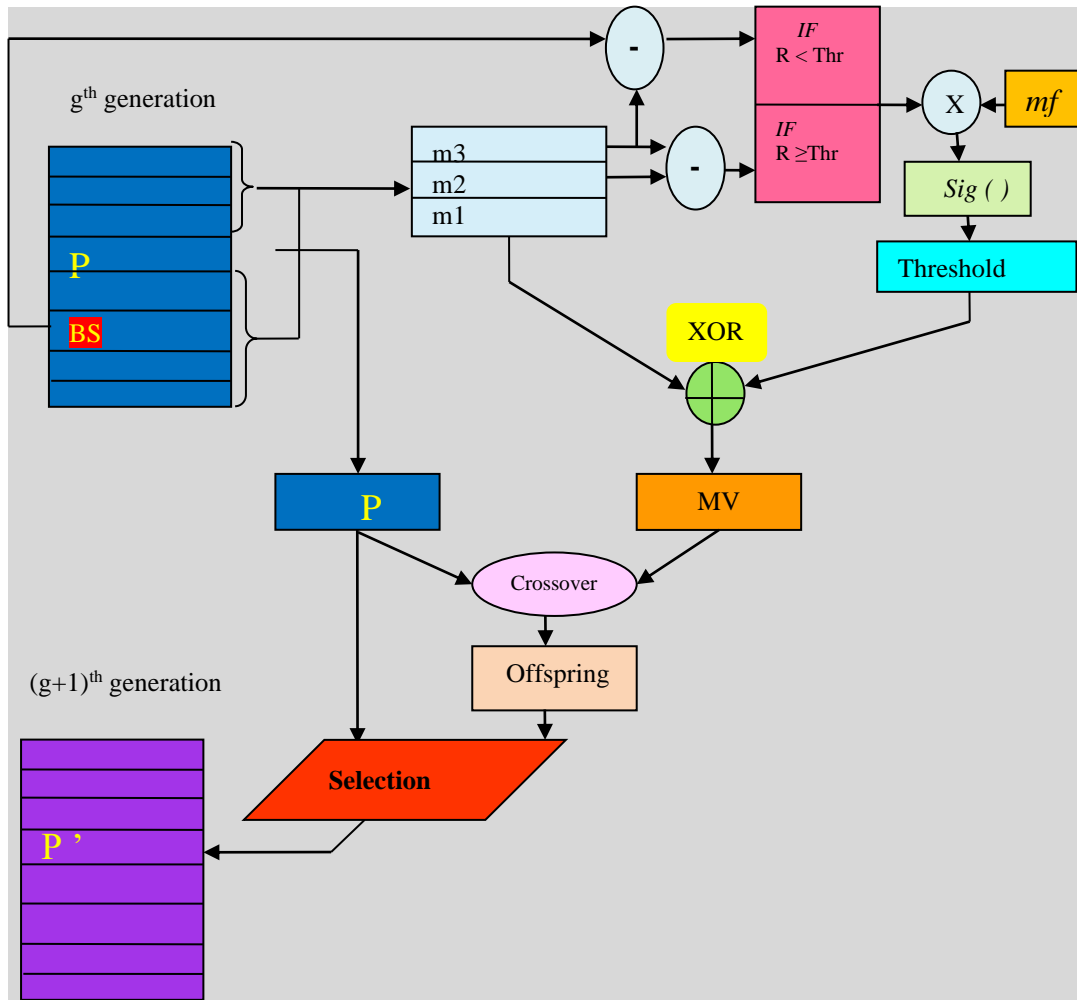 -
IF
R < Thr
gth generation
X
mf
IF
R ≥Thr
m3
m2
m1
-
Sig ( )
P
Threshold
BS
XOR
P
MV
Crossover
Offspring
(g+1)th generation
Selection
P ’